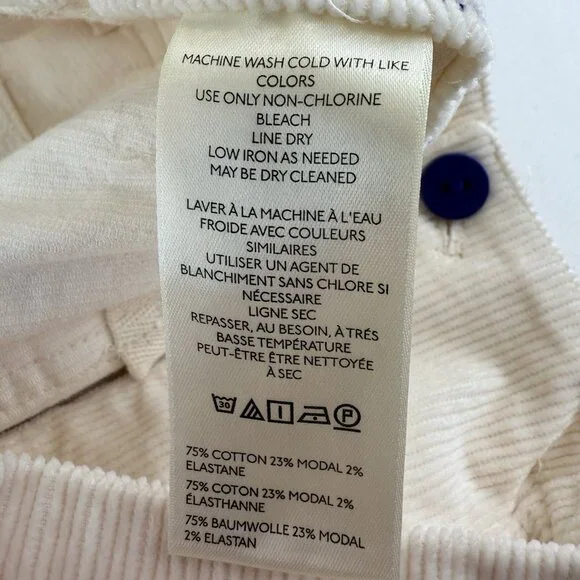 MACHINE WASH COLD WITH LIKE
COLORS
USE ONLY NON-CHLORINE
BLEACH
LINE DRY
LOW IRON AS NEEDED
MAY BE DRY CLEANED
LAVER À LA MACHINE À L'EAU
FROIDE AVEC COULEURS
SIMILAIRES
UTILISER UN AGENT DE
BLANCHIMENT SANS CHLORE SI
NÉCESSAIRE
LIGNE SEC
REPASSER, AU BESOIN, À TRÉS
BASSE TEMPÉRATURE
PEUT-ÊTRE ÊTRE NETTOYÉE
À SEC
30 P
75% COTTON 23% MODAL 2%
ELASTANE
75% COTON 23% MODAL 2%
ÉLASTHANNE
75% BAUMWOLLE 23% MODAL
2% ELASTAN